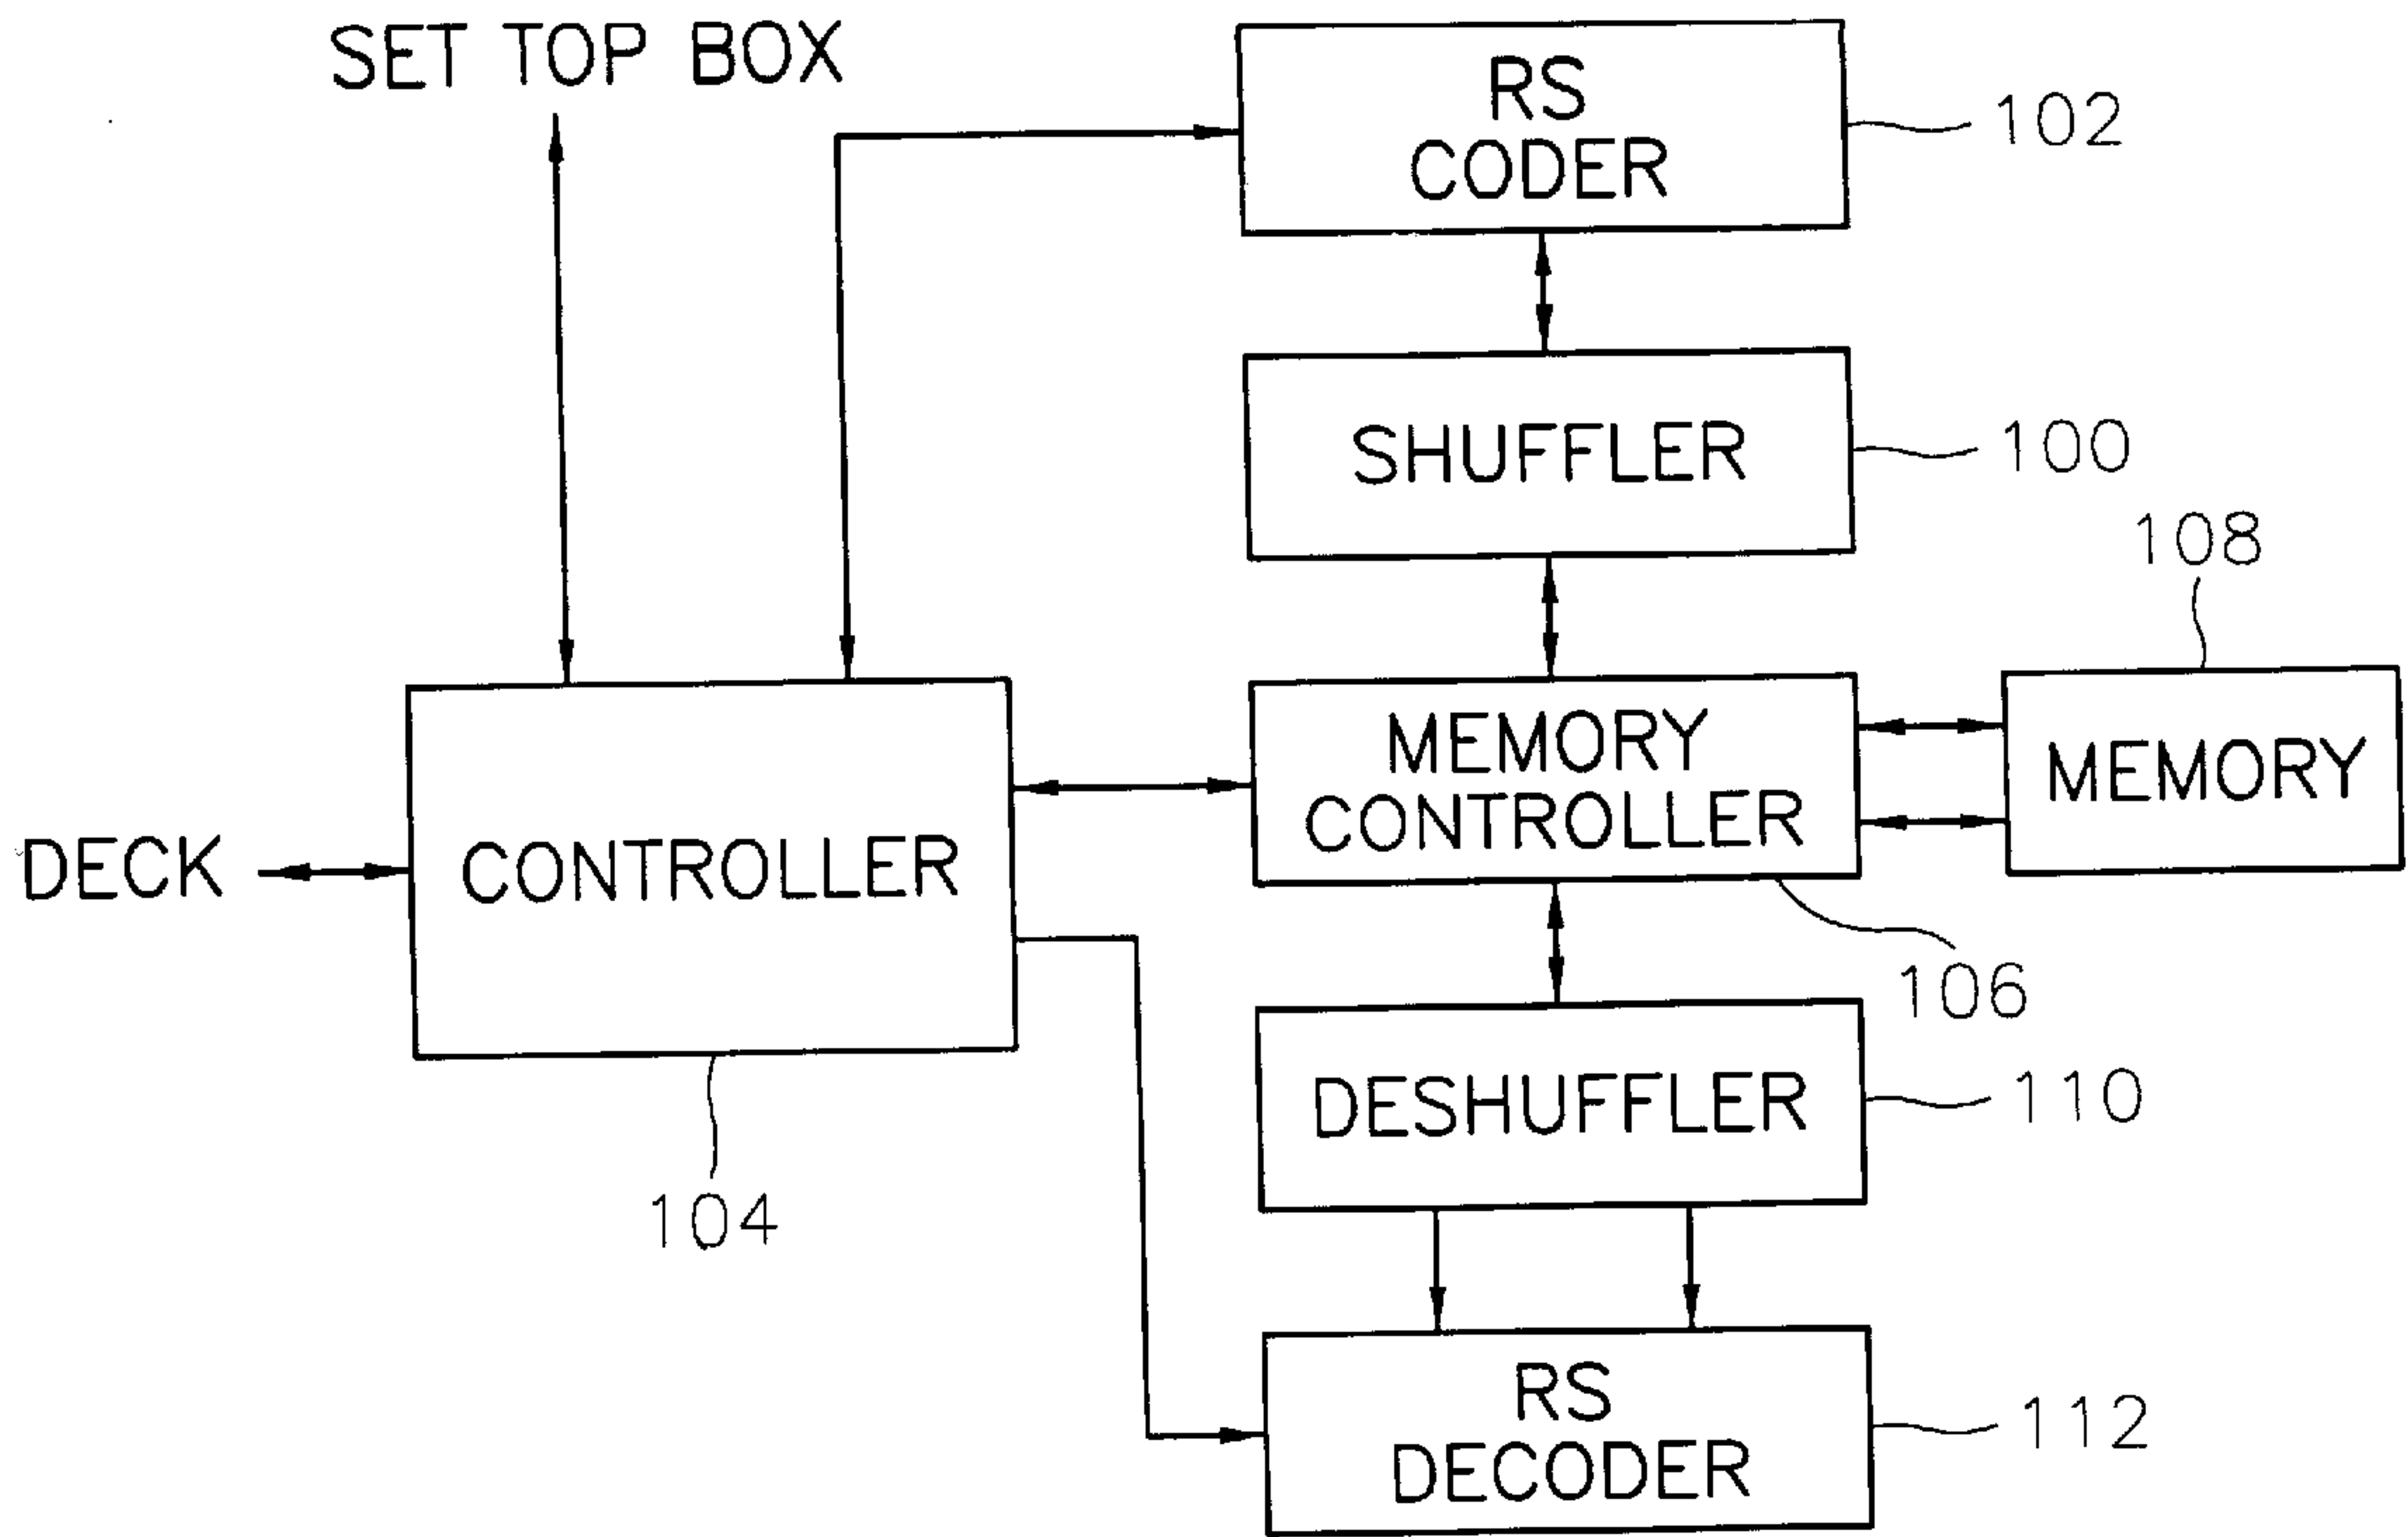 SET TOP BOX
RS
CODER
102
SHUFFLER
100
108
MEMORY
CONTROLLER
MEMORY
DECK
CONTROLLER
106
DESHUFFLER
110
104
RS
DECODER
112